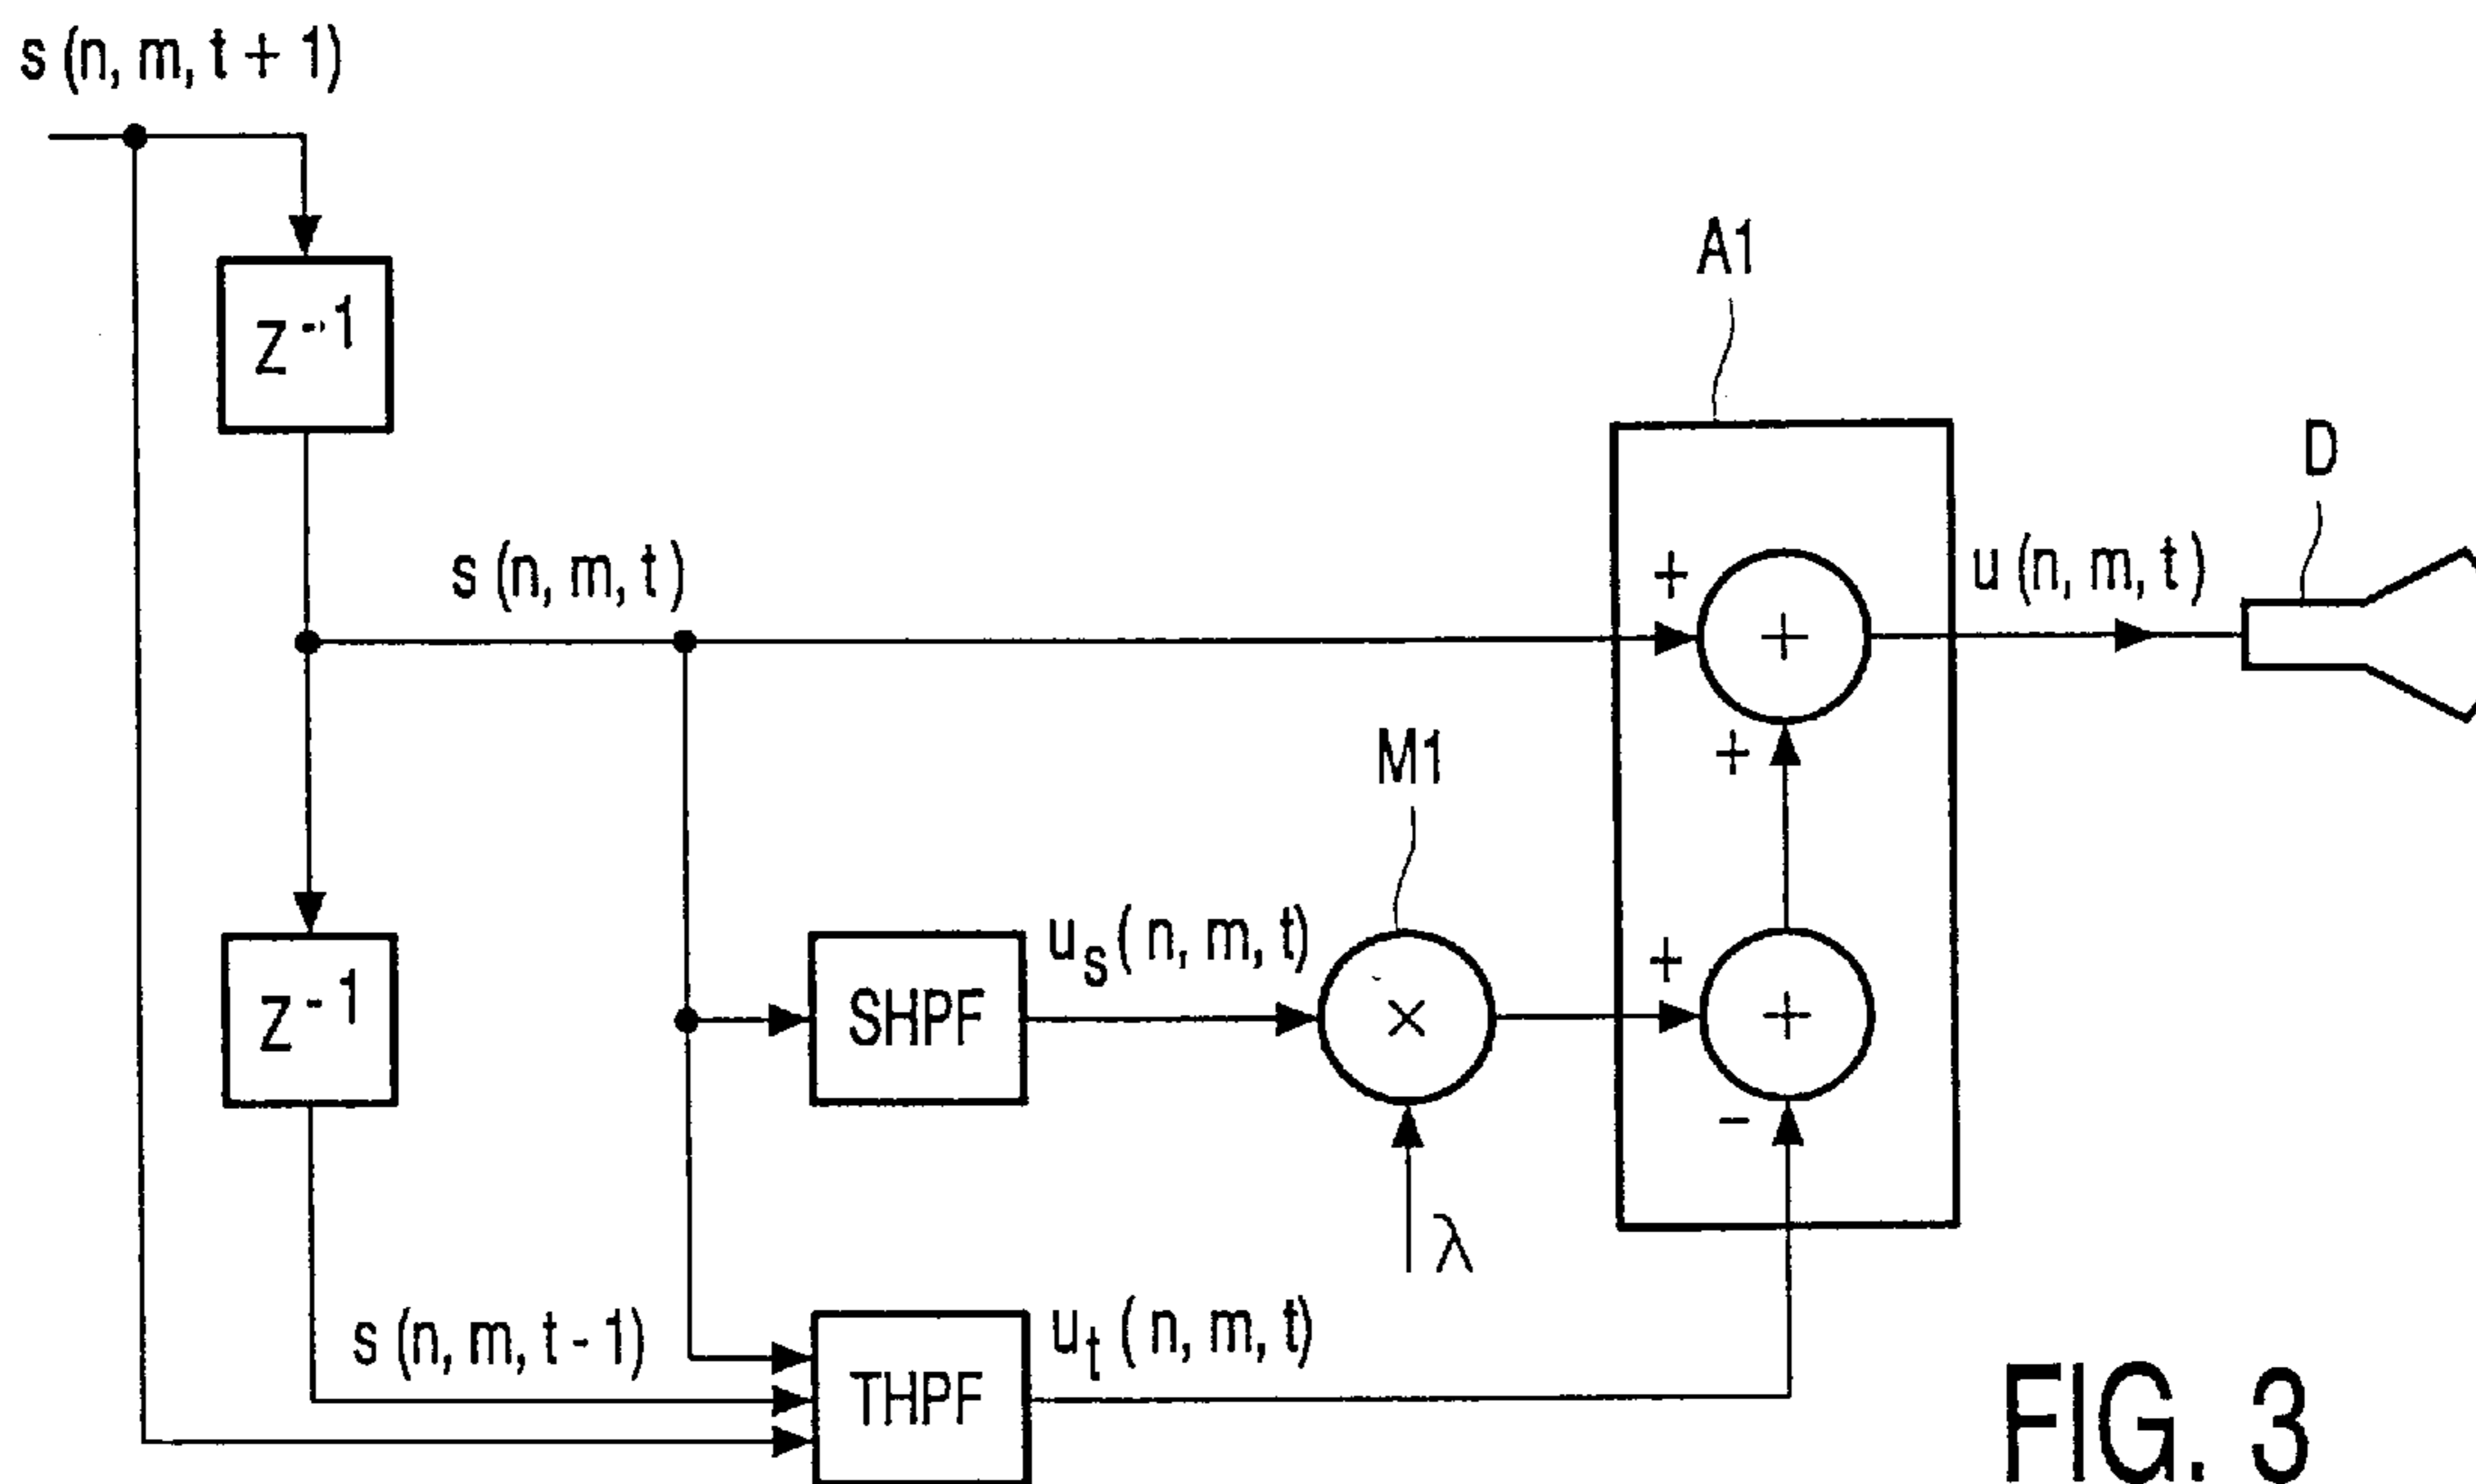 s (n, m, t + 1)
z⁻¹
A1
D
s (n, m, t)
+
+
u (n, m, t)
+
M1
z⁻¹
SHPF
uₛ (n, m, t)
×
+
+
−
λ
s (n, m, t - 1)
THPF
uₜ (n, m, t)
FIG. 3